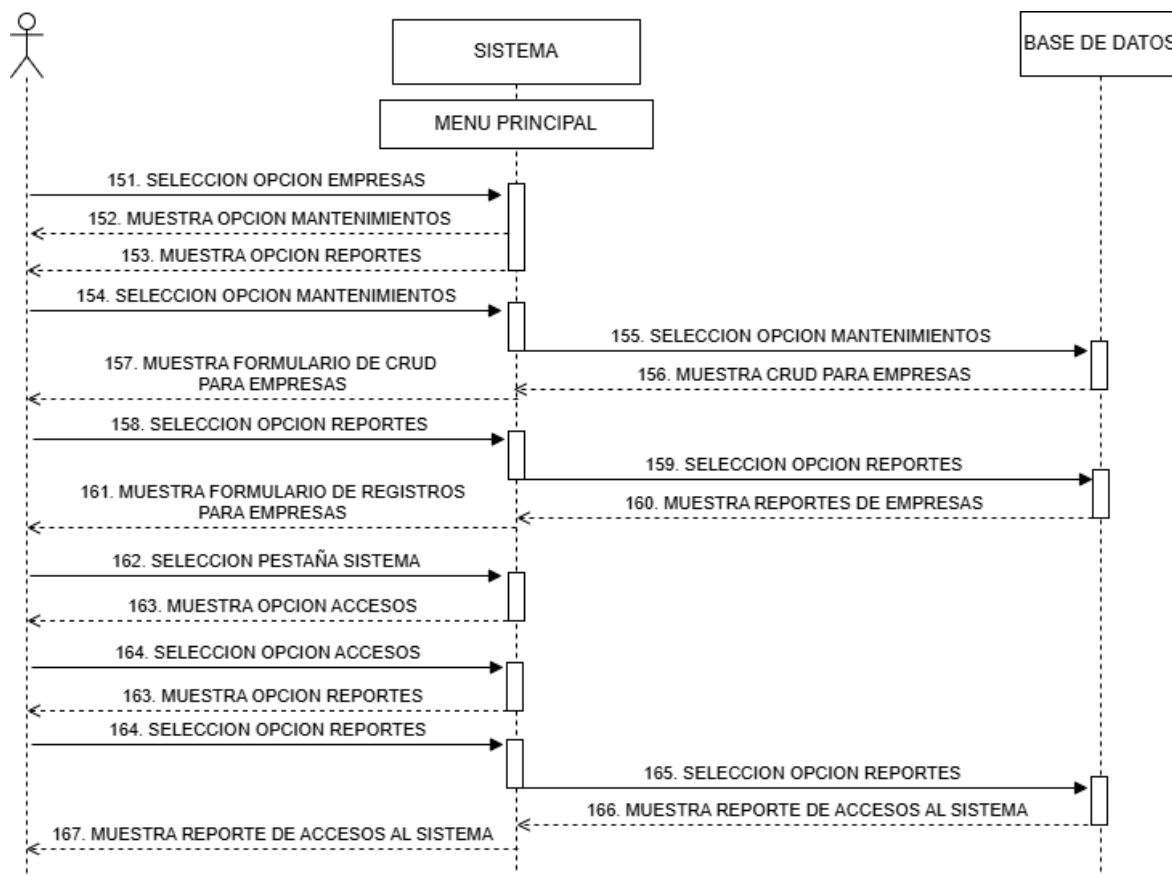 SISTEMA
BASE DE DATOS
MENU PRINCIPAL
151. SELECCION OPCION EMPRESAS
152. MUESTRA OPCION MANTENIMIENTOS
153. MUESTRA OPCION REPORTES
154. SELECCION OPCION MANTENIMIENTOS
155. SELECCION OPCION MANTENIMIENTOS
157. MUESTRA FORMULARIO DE CRUD
PARA EMPRESAS
156. MUESTRA CRUD PARA EMPRESAS
158. SELECCION OPCION REPORTES
159. SELECCION OPCION REPORTES
161. MUESTRA FORMULARIO DE REGISTROS
PARA EMPRESAS
160. MUESTRA REPORTES DE EMPRESAS
162. SELECCION PESTAÑA SISTEMA
163. MUESTRA OPCION ACCESOS
164. SELECCION OPCION ACCESOS
163. MUESTRA OPCION REPORTES
164. SELECCION OPCION REPORTES
165. SELECCION OPCION REPORTES
166. MUESTRA REPORTE DE ACCESOS AL SISTEMA
167. MUESTRA REPORTE DE ACCESOS AL SISTEMA